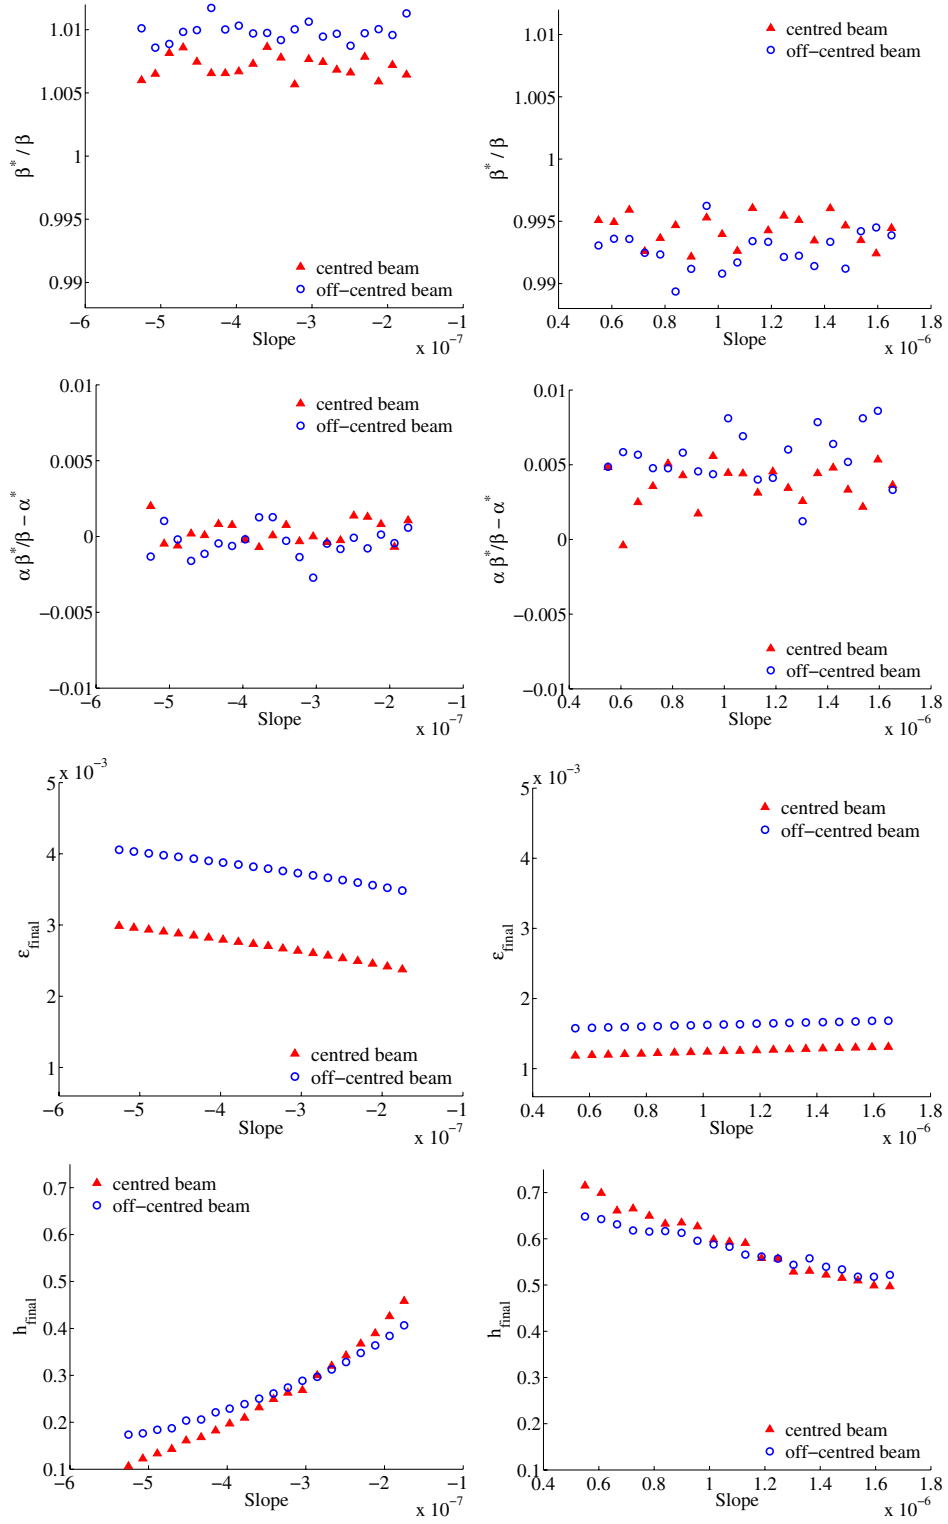 1.01
1.005
1
0.995
0.99
β* / β
centred beam
off−centred beam
−6 −5 −4 −3 −2 −1
Slope
x 10⁻⁷
1.01
1.005
1
0.995
0.99
β* / β
centred beam
off−centred beam
0.4 0.6 0.8 1 1.2 1.4 1.6 1.8
Slope
x 10⁻⁶
0.01
0.005
0
−0.005
−0.01
α β*/β − α*
centred beam
off−centred beam
−6 −5 −4 −3 −2 −1
Slope
x 10⁻⁷
0.01
0.005
0
−0.005
−0.01
α β*/β − α*
centred beam
off−centred beam
0.4 0.6 0.8 1 1.2 1.4 1.6 1.8
Slope
x 10⁻⁶
x 10⁻³
5
4
3
2
1
ε_final
centred beam
off−centred beam
−6 −5 −4 −3 −2 −1
Slope
x 10⁻⁷
x 10⁻³
5
4
3
2
1
ε_final
centred beam
off−centred beam
0.4 0.6 0.8 1 1.2 1.4 1.6 1.8
Slope
x 10⁻⁶
0.7
0.6
0.5
0.4
0.3
0.2
0.1
h_final
centred beam
off−centred beam
−6 −5 −4 −3 −2 −1
Slope
x 10⁻⁷
0.7
0.6
0.5
0.4
0.3
0.2
0.1
h_final
centred beam
off−centred beam
0.4 0.6 0.8 1 1.2 1.4 1.6 1.8
Slope
x 10⁻⁶